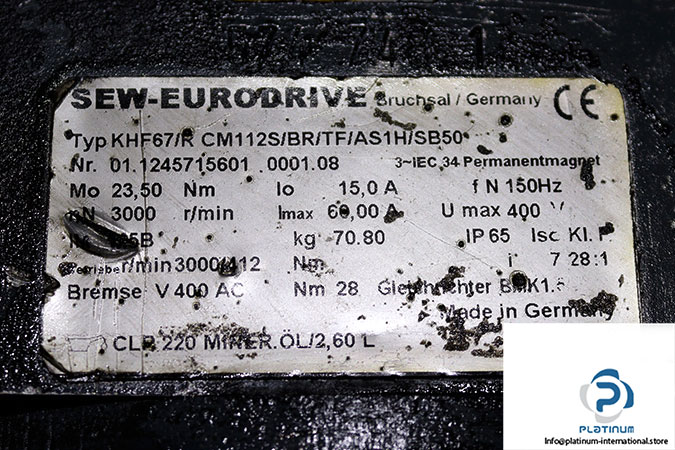 SEW-EURODRIVE Bruchsal / Germany CE
Typ KHF67/R CM112S/BR/TF/AS1H/SB50
Nr. 01.1245715601 .0001.08 3~IEC 34 Permanentmagnet
Mo 23,50 Nm Io 15,0 A f N 150Hz
nN 3000 r/min Imax 60,00 A U max 400 V
kg 70.80 IP 65 Iso Kl. F
r/min 3000/412 Nm i 7 28:1
Bremse V 400 AC Nm 28 Gleichrichter
Made in Germany
CLP 220 MINER.ÖL/2,60 L
PLATINUM
Info@platinum-international.store